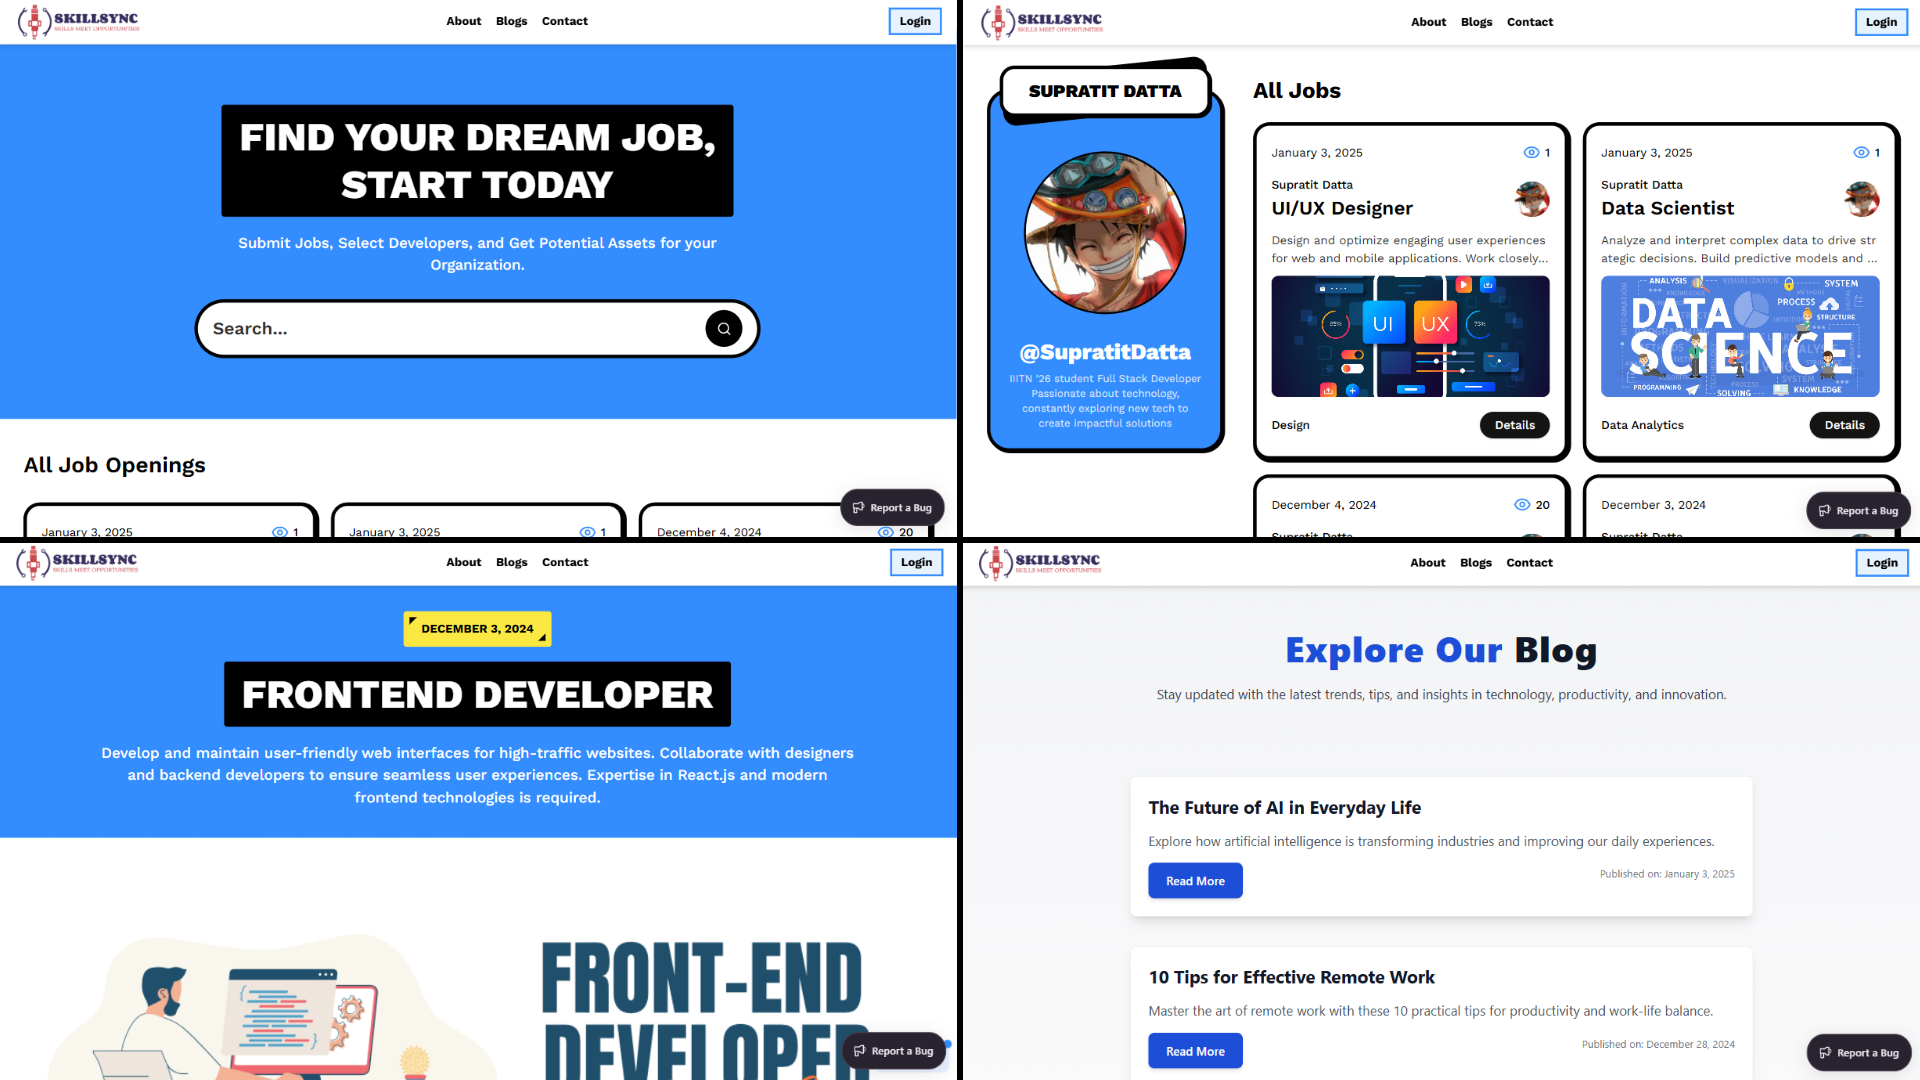 SKILLSYNC
SKILLS MEET OPPORTUNITIES
About Blogs Contact
Login
FIND YOUR DREAM JOB,
START TODAY
Submit Jobs, Select Developers, and Get Potential Assets for your
Organization.
Search...
All Job Openings
January 3, 2025 1
January 3, 2025 1
December 4, 2024 20
Report a Bug
SKILLSYNC
SKILLS MEET OPPORTUNITIES
About Blogs Contact
Login
SUPRATIT DATTA
@SupratitDatta
IIITN '26 student Full Stack Developer
Passionate about technology,
constantly exploring new tech to
create impactful solutions
All Jobs
January 3, 2025 1
Supratit Datta
UI/UX Designer
Design and optimize engaging user experiences
for web and mobile applications. Work closely...
UI UX
Design
Details
January 3, 2025 1
Supratit Datta
Data Scientist
Analyze and interpret complex data to drive str
ategic decisions. Build predictive models and ...
ANALYSIS
VISUALIZATION
SYSTEM
PROCESS
STRUCTURE
DATA
SCIENCE
PROGRAMMING
PROCESS
SYSTEM
SOLVING
KNOWLEDGE
Data Analytics
Details
December 4, 2024 20
Supratit Datta
December 3, 2024
Supratit Datta
Report a Bug
SKILLSYNC
SKILLS MEET OPPORTUNITIES
About Blogs Contact
Login
DECEMBER 3, 2024
FRONTEND DEVELOPER
Develop and maintain user-friendly web interfaces for high-traffic websites. Collaborate with designers
and backend developers to ensure seamless user experiences. Expertise in React.js and modern
frontend technologies is required.
FRONT-END
DEVELOPER
Report a Bug
SKILLSYNC
SKILLS MEET OPPORTUNITIES
About Blogs Contact
Login
Explore Our Blog
Stay updated with the latest trends, tips, and insights in technology, productivity, and innovation.
The Future of AI in Everyday Life
Explore how artificial intelligence is transforming industries and improving our daily experiences.
Read More
Published on: January 3, 2025
10 Tips for Effective Remote Work
Master the art of remote work with these 10 practical tips for productivity and work-life balance.
Read More
Published on: December 28, 2024
Report a Bug